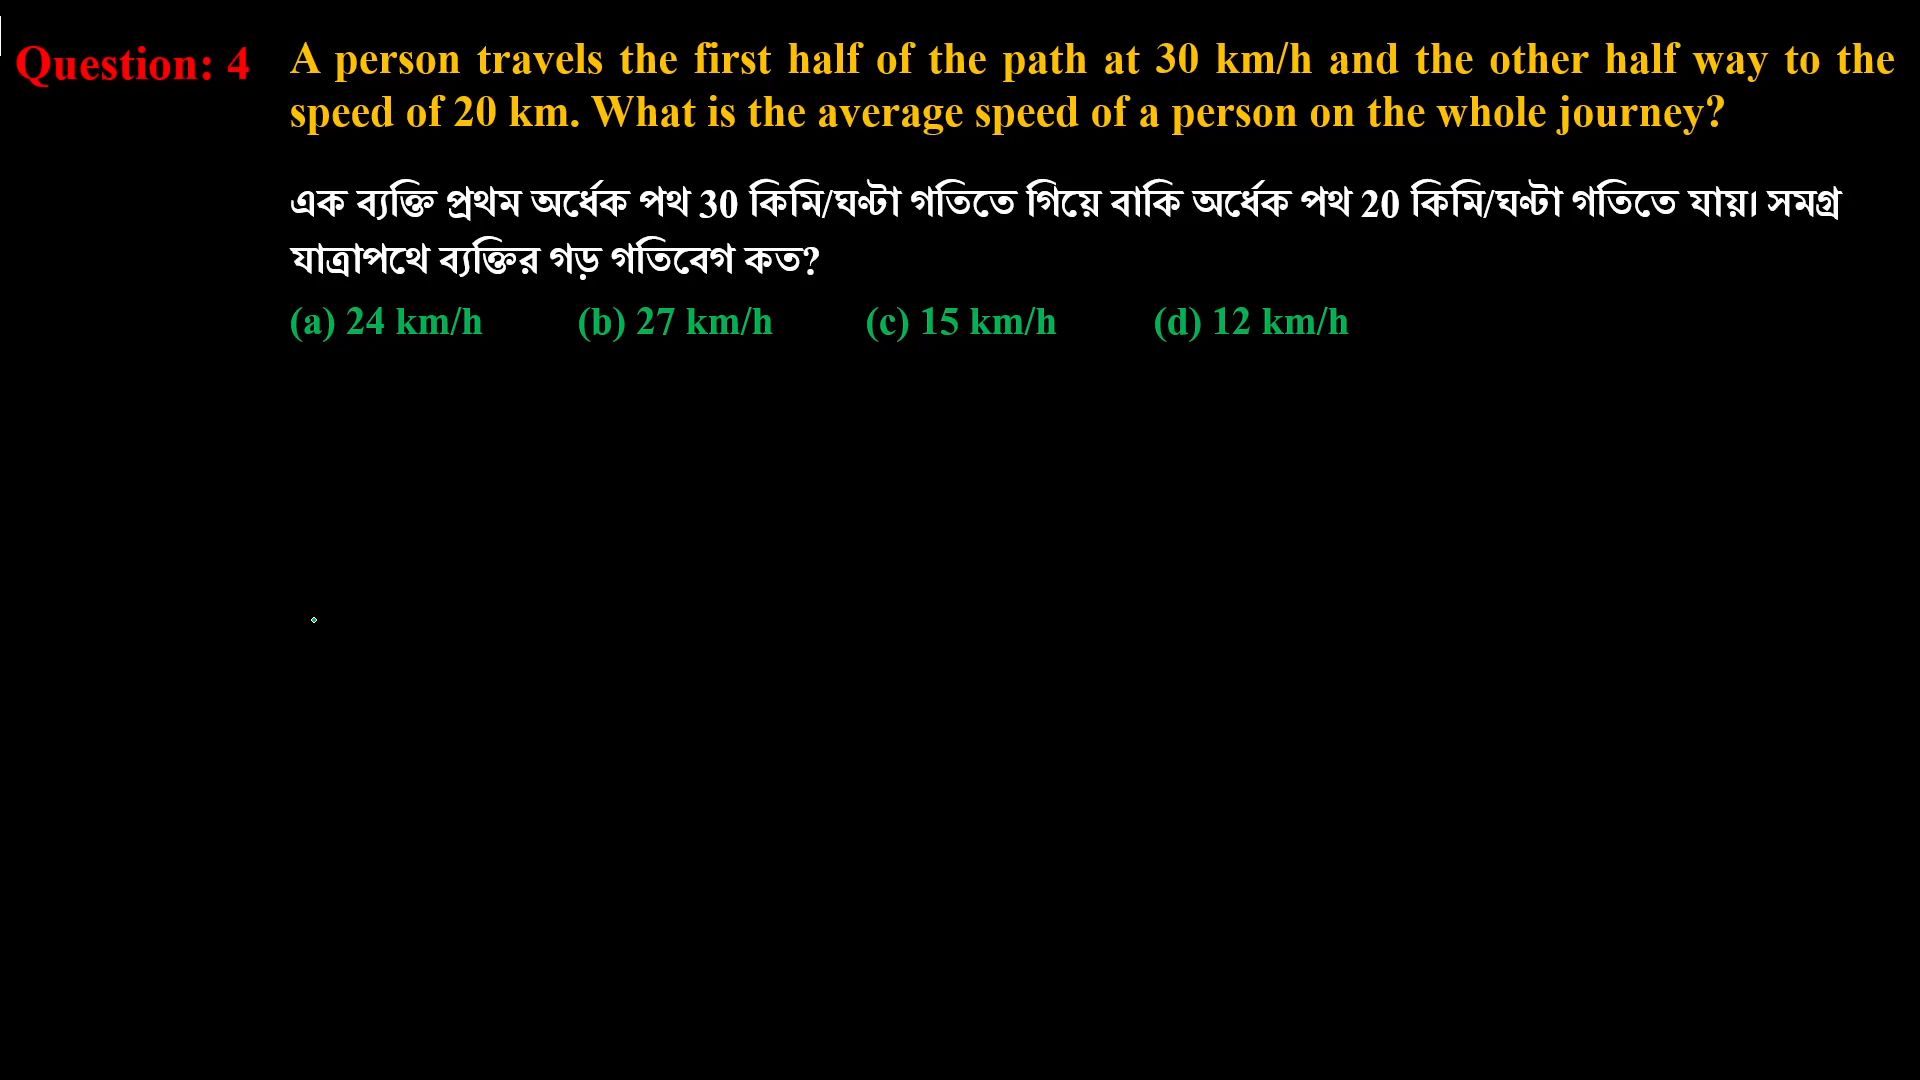 Question: 4
A person travels the first half of the path at 30 km/h and the other half way to the
speed of 20 km. What is the average speed of a person on the whole journey?
এক ব্যক্তি প্রথম অর্ধেক পথ 30 কিমি/ঘণ্টা গতিতে গিয়ে বাকি অর্ধেক পথ 20 কিমি/ঘণ্টা গতিতে যায়। সমগ্র
যাত্রাপথে ব্যক্তির গড় গতিবেগ কত?
(a) 24 km/h (b) 27 km/h (c) 15 km/h (d) 12 km/h